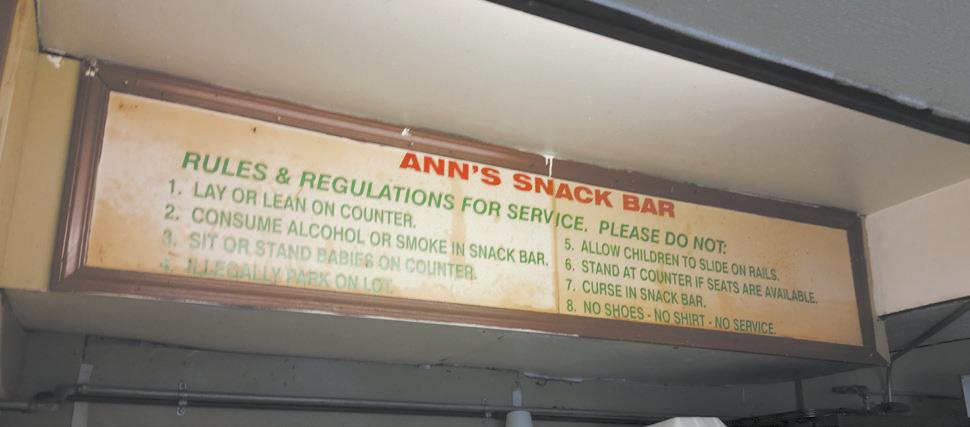 ANN'S SNACK BAR
RULES & REGULATIONS FOR SERVICE. PLEASE DO NOT:
1. LAY OR LEAN ON COUNTER.
2. CONSUME ALCOHOL OR SMOKE IN SNACK BAR.
3. SIT OR STAND BABIES ON COUNTER.
4. ILLEGALLY PARK ON LOT.
5. ALLOW CHILDREN TO SLIDE ON RAILS.
6. STAND AT COUNTER IF SEATS ARE AVAILABLE.
7. CURSE IN SNACK BAR.
8. NO SHOES - NO SHIRT - NO SERVICE.